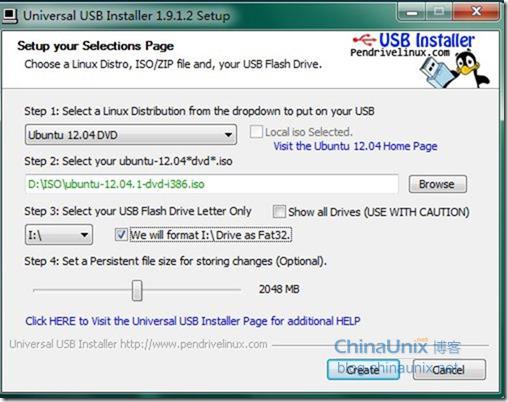 Universal USB Installer 1.9.1.2 Setup
Setup your Selections Page
Choose a Linux Distro, ISO/ZIP file and, your USB Flash Drive.
USB Installer
Pendrivelinux.com
Step 1: Select a Linux Distribution from the dropdown to put on your USB
Ubuntu 12.04 DVD
Local iso Selected.
Visit the Ubuntu 12.04 Home Page
Step 2: Select your ubuntu-12.04*dvd*.iso
D:\ISO\ubuntu-12.04.1-dvd-i386.iso
Browse
Step 3: Select your USB Flash Drive Letter Only
Show all Drives (USE WITH CAUTION)
I:\
We will format I:\ Drive as Fat32.
Step 4: Set a Persistent file size for storing changes (Optional).
2048 MB
Click HERE to Visit the Universal USB Installer Page for additional HELP
Universal USB Installer http://www.pendrivelinux.com
ChinaUnix 博客
blog.chinaunix.net
Create
Cancel